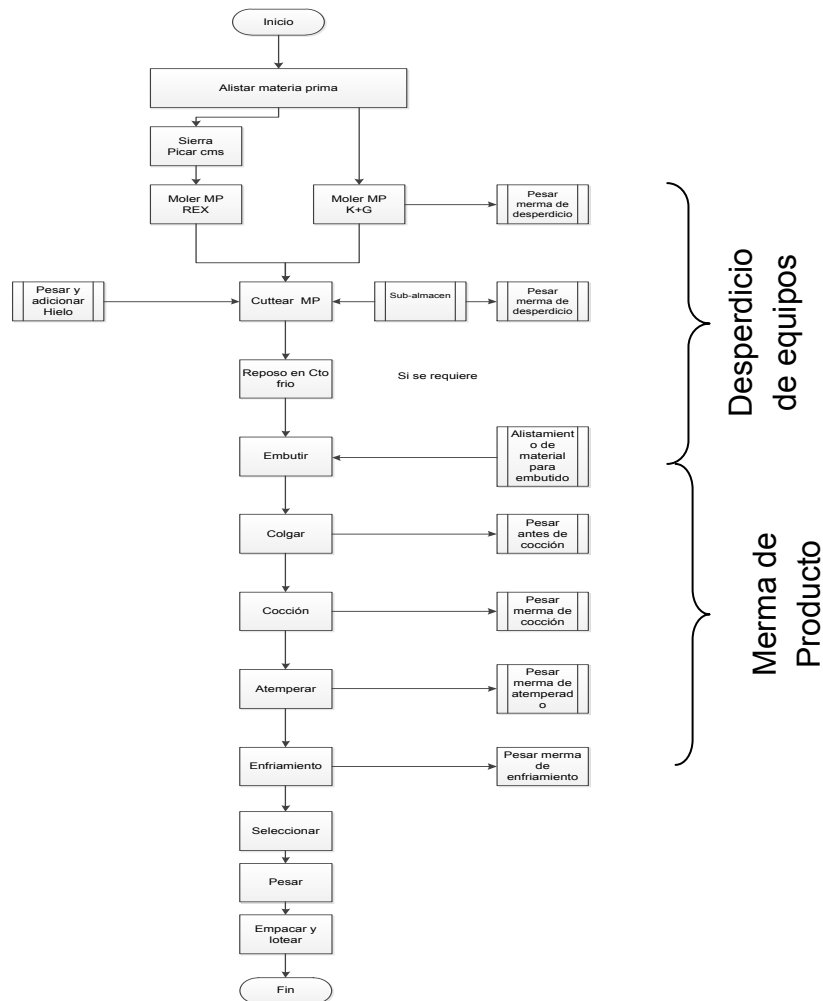 Inicio
Alistar materia prima
Sierra
Picar cms
Moler MP
REX
Moler MP
K+G
Pesar
merma de
desperdicio
Pesar y
adicionar
Hielo
Cuttear MP
Sub-almacen
Pesar
merma de
desperdicio
Reposo en Cto
frio
Si se requiere
Embutir
Alistamient
o de
material
para
embutido
Colgar
Pesar
antes de
cocción
Cocción
Pesar
merma de
cocción
Atemperar
Pesar
merma de
atemperad
o
Enfriamiento
Pesar merma
de
enfriamiento
Seleccionar
Pesar
Empacar y
lotear
Fin
Desperdicio
de equipos
Merma de
Producto